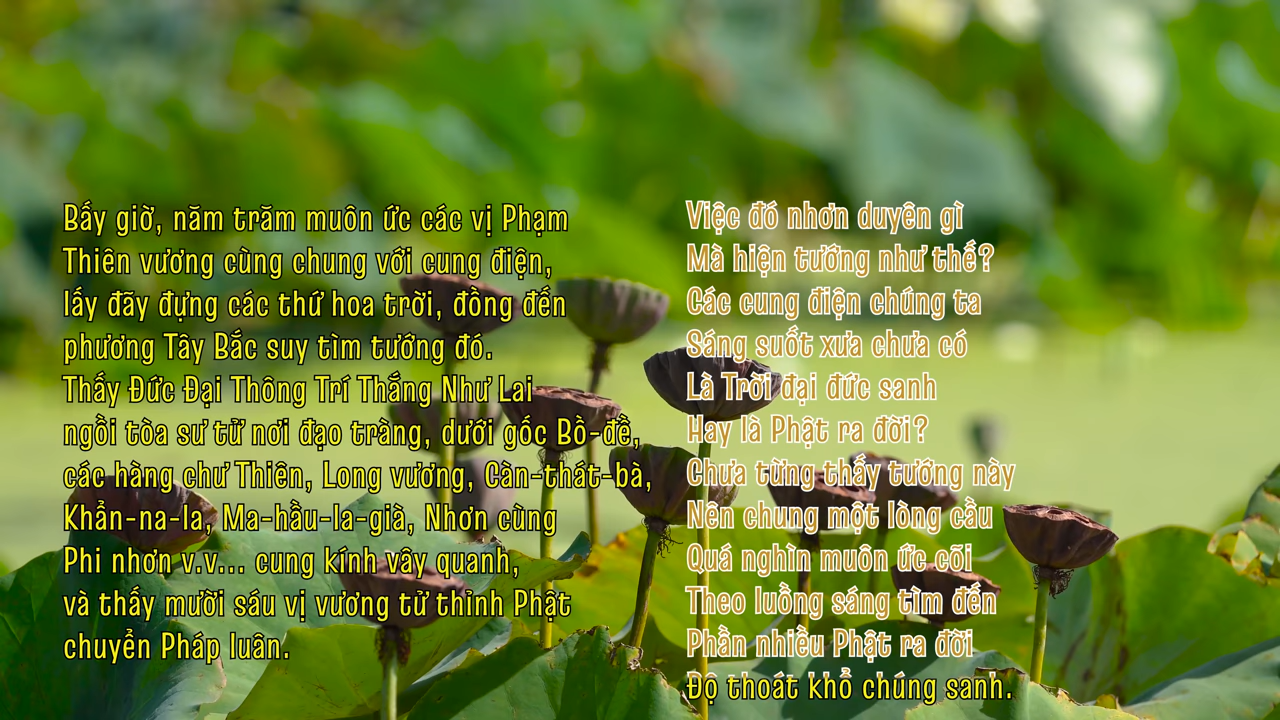 Bấy giờ, năm trăm muôn ức các vị Phạm
Thiên vương cùng chung với cung điện,
lấy đãy đựng các thứ hoa trời, đồng đến
phương Tây Bắc suy tìm tướng đó.
Thấy Đức Đại Thông Trí Thắng Như Lai
ngồi tòa sư tử nơi đạo tràng, dưới gốc Bồ-đề,
các hàng chư Thiên, Long vương, Càn-thát-bà,
Khẩn-na-la, Ma-hầu-la-già, Nhơn cùng
Phi nhơn v.v... cung kính vây quanh,
và thấy mười sáu vị vương tử thỉnh Phật
chuyển Pháp luân.
Việc đó nhơn duyên gì
Mà hiện tướng như thế?
Các cung điện chúng ta
Sáng suốt xưa chưa có
Là Trời đại đức sanh
Hay là Phật ra đời?
Chưa từng thấy tướng này
Nên chung một lòng cầu
Quá nghìn muôn ức cõi
Theo luồng sáng tìm đến
Phần nhiều Phật ra đời
Độ thoát khổ chúng sanh.